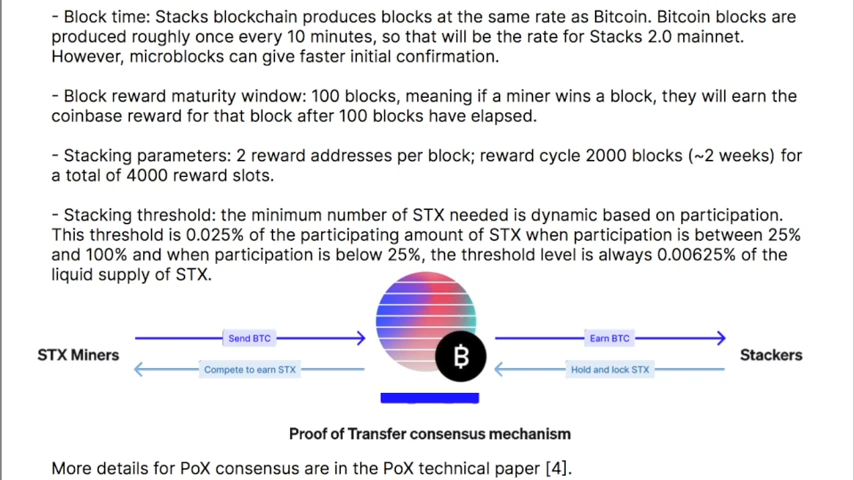 - Block time: Stacks blockchain produces blocks at the same rate as Bitcoin. Bitcoin blocks are
produced roughly once every 10 minutes, so that will be the rate for Stacks 2.0 mainnet.
However, microblocks can give faster initial confirmation.
- Block reward maturity window: 100 blocks, meaning if a miner wins a block, they will earn the
coinbase reward for that block after 100 blocks have elapsed.
- Stacking parameters: 2 reward addresses per block; reward cycle 2000 blocks (~2 weeks) for
a total of 4000 reward slots.
- Stacking threshold: the minimum number of STX needed is dynamic based on participation.
This threshold is 0.025% of the participating amount of STX when participation is between 25%
and 100% and when participation is below 25%, the threshold level is always 0.00625% of the
liquid supply of STX.
Send BTC
Earn BTC
STX Miners
Stackers
Compete to earn STX
Hold and lock STX
Proof of Transfer consensus mechanism
More details for PoX consensus are in the PoX technical paper [4].